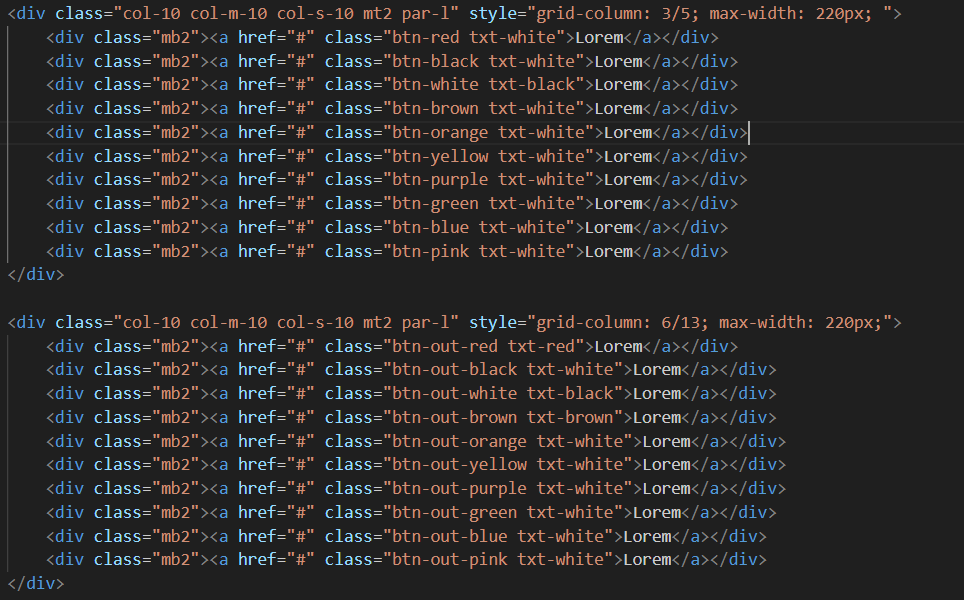 <div class="col-10 col-m-10 col-s-10 mt2 par-l" style="grid-column: 3/5; max-width: 220px; ">
    <div class="mb2"><a href="#" class="btn-red txt-white">Lorem</a></div>
    <div class="mb2"><a href="#" class="btn-black txt-white">Lorem</a></div>
    <div class="mb2"><a href="#" class="btn-white txt-black">Lorem</a></div>
    <div class="mb2"><a href="#" class="btn-brown txt-white">Lorem</a></div>
    <div class="mb2"><a href="#" class="btn-orange txt-white">Lorem</a></div>
    <div class="mb2"><a href="#" class="btn-yellow txt-white">Lorem</a></div>
    <div class="mb2"><a href="#" class="btn-purple txt-white">Lorem</a></div>
    <div class="mb2"><a href="#" class="btn-green txt-white">Lorem</a></div>
    <div class="mb2"><a href="#" class="btn-blue txt-white">Lorem</a></div>
    <div class="mb2"><a href="#" class="btn-pink txt-white">Lorem</a></div>
</div>

<div class="col-10 col-m-10 col-s-10 mt2 par-l" style="grid-column: 6/13; max-width: 220px;">
    <div class="mb2"><a href="#" class="btn-out-red txt-red">Lorem</a></div>
    <div class="mb2"><a href="#" class="btn-out-black txt-white">Lorem</a></div>
    <div class="mb2"><a href="#" class="btn-out-white txt-black">Lorem</a></div>
    <div class="mb2"><a href="#" class="btn-out-brown txt-brown">Lorem</a></div>
    <div class="mb2"><a href="#" class="btn-out-orange txt-white">Lorem</a></div>
    <div class="mb2"><a href="#" class="btn-out-yellow txt-white">Lorem</a></div>
    <div class="mb2"><a href="#" class="btn-out-purple txt-white">Lorem</a></div>
    <div class="mb2"><a href="#" class="btn-out-green txt-white">Lorem</a></div>
    <div class="mb2"><a href="#" class="btn-out-blue txt-white">Lorem</a></div>
    <div class="mb2"><a href="#" class="btn-out-pink txt-white">Lorem</a></div>
</div>